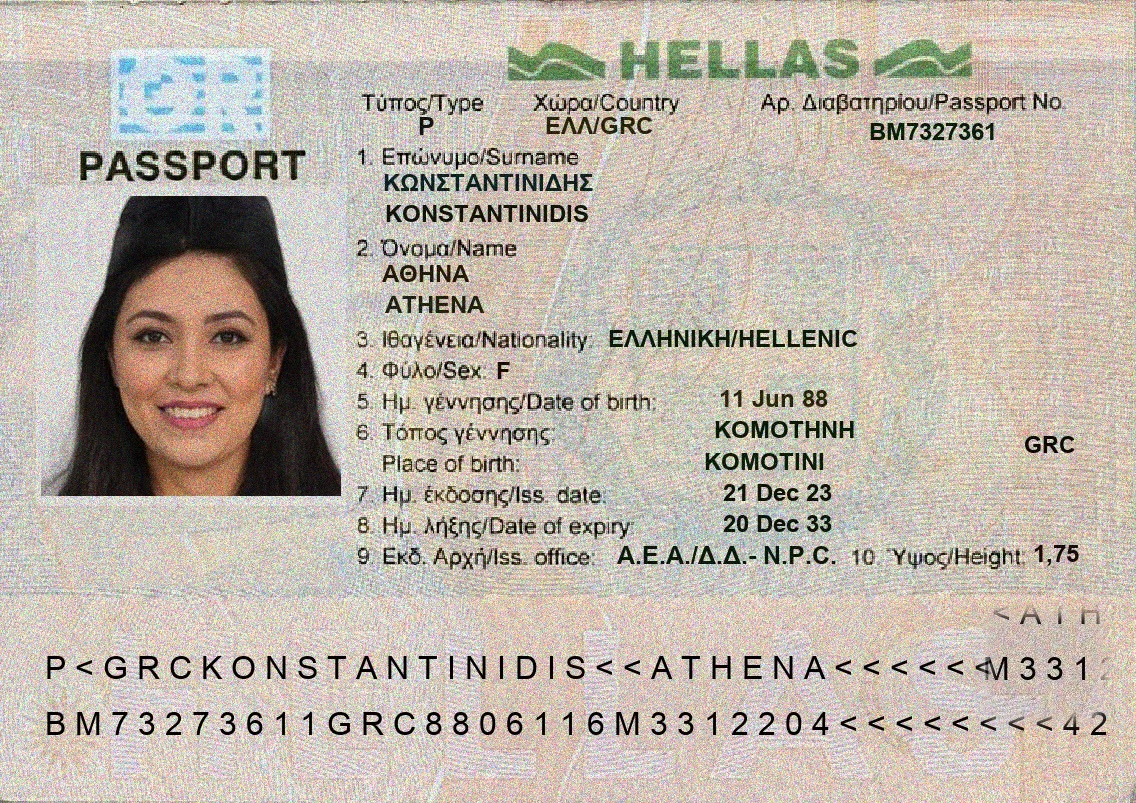 GR
HELLAS
PASSPORT
Τύπος/Type Χώρα/Country Αρ. Διαβατηρίου/Passport No.
P ΕΛΛ/GRC BM7327361
1. Επώνυμο/Surname
ΚΩΝΣΤΑΝΤΙΝΙΔΗΣ
KONSTANTINIDIS
2. Όνομα/Name
ΑΘΗΝΑ
ATHENA
3. Ιθαγένεια/Nationality: ΕΛΛΗΝΙΚΗ/HELLENIC
4. Φύλο/Sex: F
5. Ημ. γέννησης/Date of birth: 11 Jun 88
6. Τόπος γέννησης: ΚΟΜΟΤΗΝΗ
Place of birth: KOMOTINI GRC
7. Ημ. έκδοσης/Iss. date: 21 Dec 23
8. Ημ. λήξης/Date of expiry: 20 Dec 33
9 Εκδ. Αρχή/Iss. office: Α.Ε.Α./Δ.Δ.- N.P.C. 10 Ύψος/Height: 1,75
<ATH
P<GRCKONSTANTINIDIS<<ATHENA<<<<<<M3312
BM73273611GRC8806116M3312204<<<<<<<<42